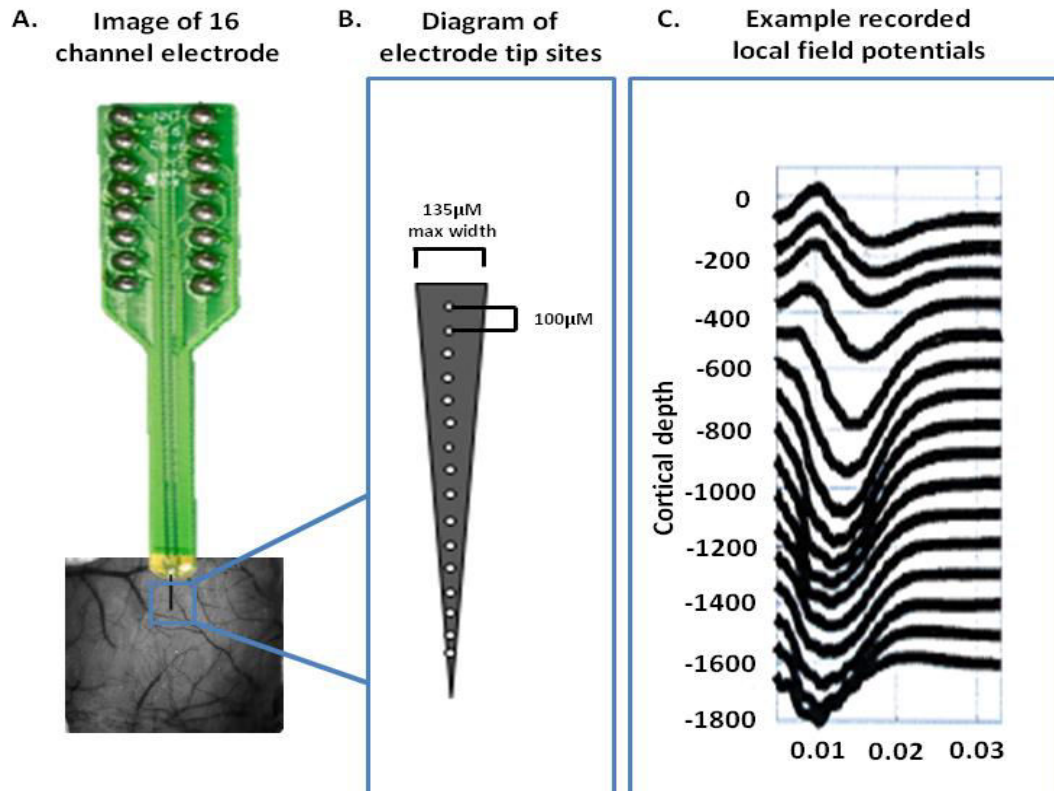 A.
Image of 16
channel electrode
B.
Diagram of
electrode tip sites
C.
Example recorded
local field potentials
135µM
max width
100µM
Cortical depth
0
-200
-400
-600
-800
-1000
-1200
-1400
-1600
-1800
0.01 0.02 0.03